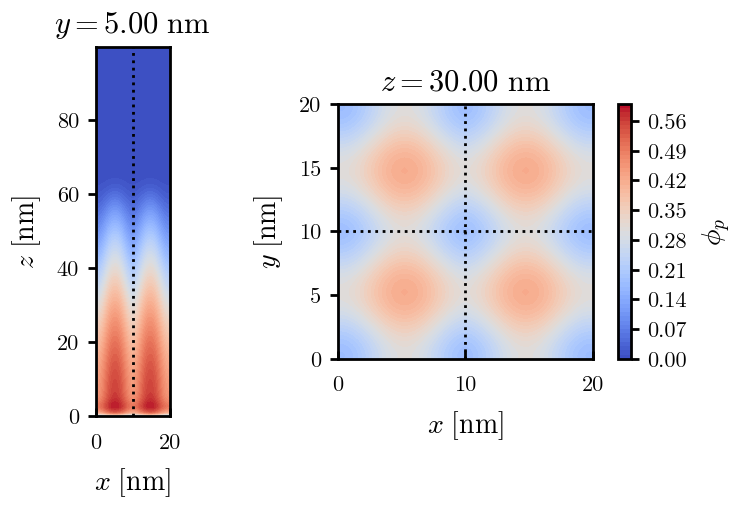 y = 5.00 nm
80
60
40
20
0
z [nm]
0 20
x [nm]
z = 30.00 nm
20
15
10
5
0
y [nm]
0 10 20
x [nm]
0.56
0.49
0.42
0.35
0.28
0.21
0.14
0.07
0.00
ϕp